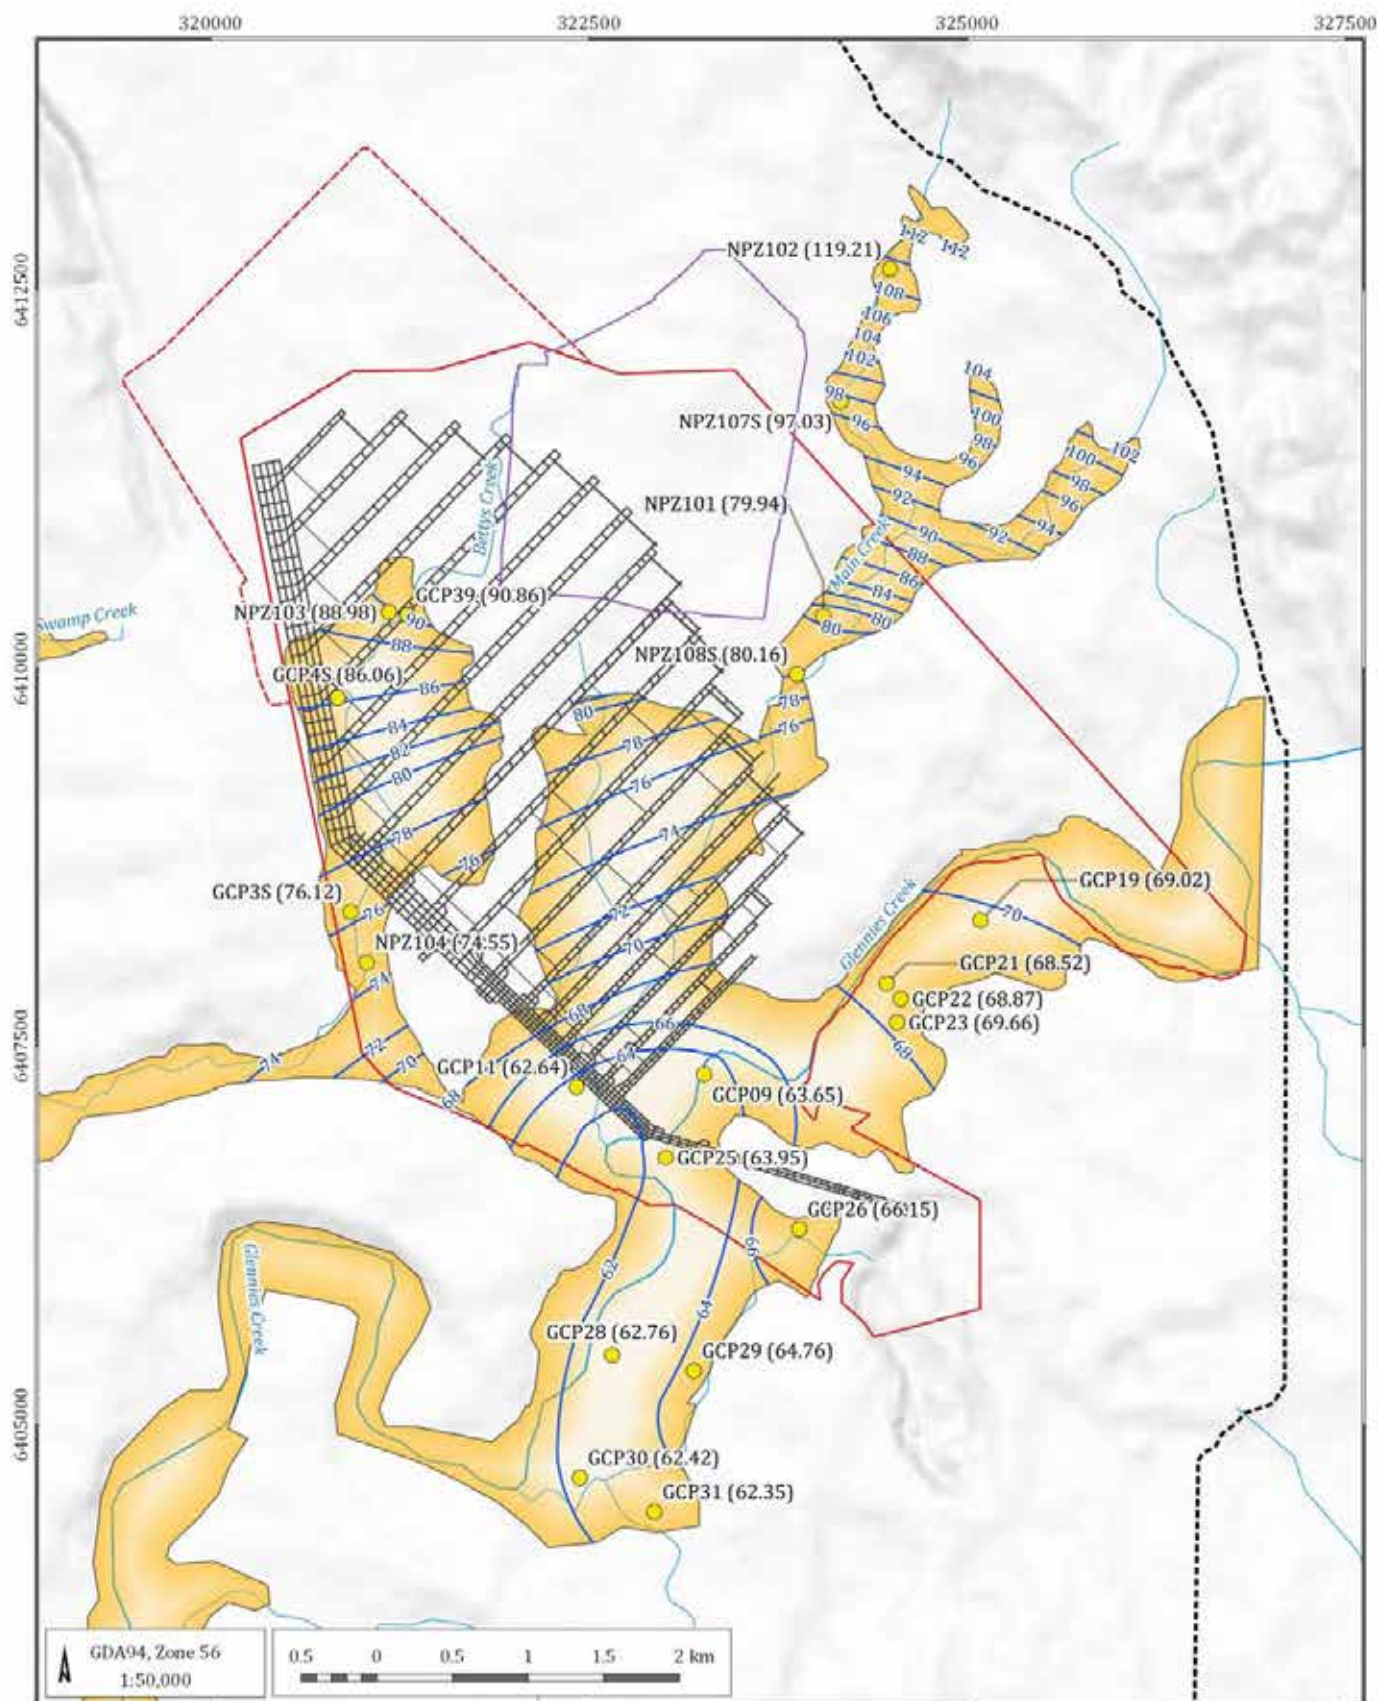 320000
322500
325000
327500
6412500
6410000
6407500
6405000
112
112
NPZ102 (119.21)
108
106
104
102
98
96
NPZ107S (97.03)
104
100
98
96
102
100
98
96
94
94
92
92
90
88
86
84
80
80
NPZ101 (79.94)
Main Creek
Bettys Creek
Swamp Creek
GCP39 (90.86)
NPZ103 (88.98)
90
88
NPZ108S (80.16)
GCP4S (86.06)
86
84
82
80
78
76
80
78
76
74
72
70
68
66
64
78
76
GCP3S (76.12)
76
NPZ104 (74.55)
74
74
72
70
68
GCP19 (69.02)
70
Glennies Creek
GCP21 (68.52)
GCP22 (68.87)
GCP23 (69.66)
68
GCP11 (62.64)
GCP09 (63.65)
GCP25 (63.95)
GCP26 (66.15)
66
62
64
Glennies Creek
GCP28 (62.76)
GCP29 (64.76)
GCP30 (62.42)
GCP31 (62.35)
GDA94, Zone 56
1:50,000
0.5 0 0.5 1 1.5 2 km